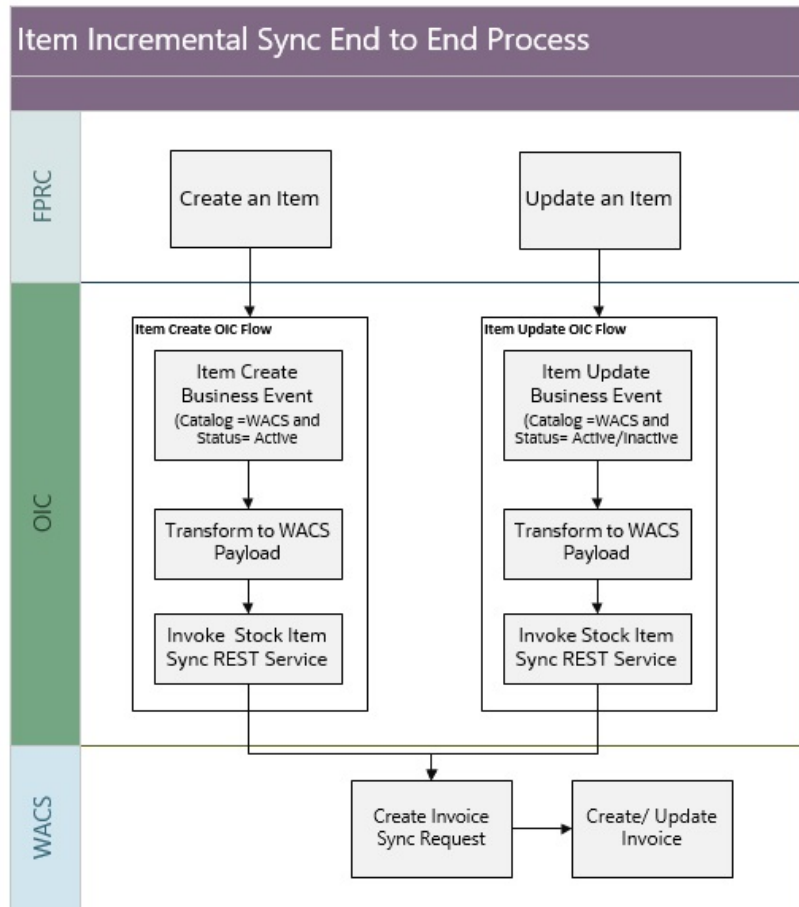 Item Incremental Sync End to End Process
FPRC
Create an Item
Update an Item
OIC
Item Create OIC Flow
Item Create
Business Event
(Catalog =WACS and
Status= Active
Transform to WACS
Payload
Invoke Stock Item
Sync REST Service
Item Update OIC Flow
Item Update
Business Event
(Catalog =WACS and
Status= Active/Inactive
Transform to WACS
Payload
Invoke Stock Item
Sync REST Service
WACS
Create Invoice
Sync Request
Create/ Update
Invoice